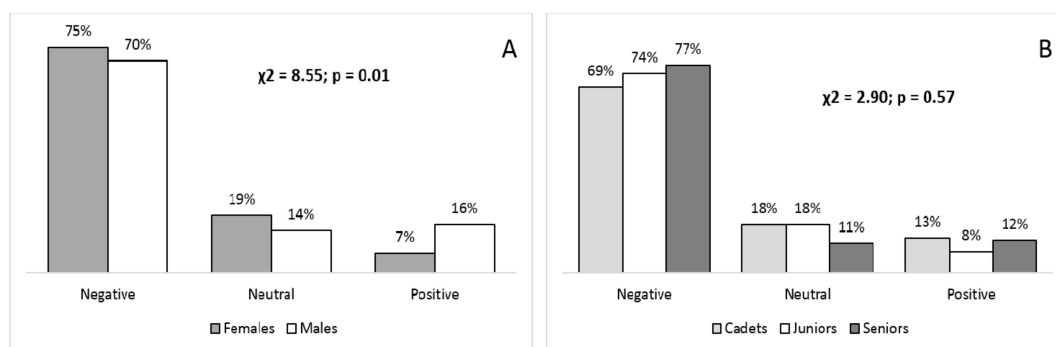 A
75%
70%
χ2 = 8.55; p = 0.01
19%
14%
7%
16%
Negative
Neutral
Positive
Females
Males
B
69%
74%
77%
χ2 = 2.90; p = 0.57
18%
18%
11%
13%
8%
12%
Negative
Neutral
Positive
Cadets
Juniors
Seniors